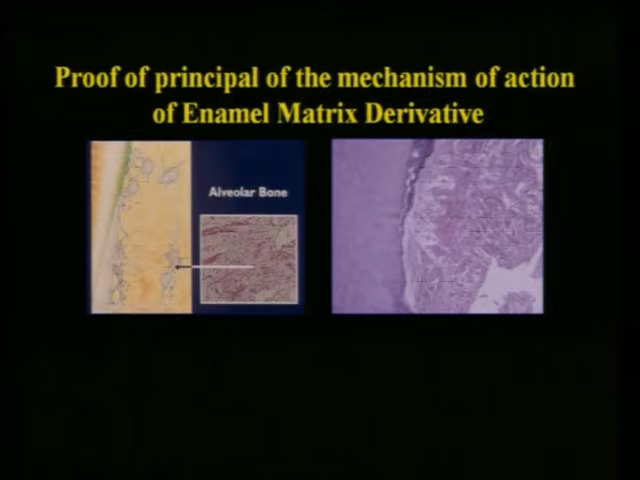 Proof of principal of the mechanism of action
of Enamel Matrix Derivative
Alveolar Bone